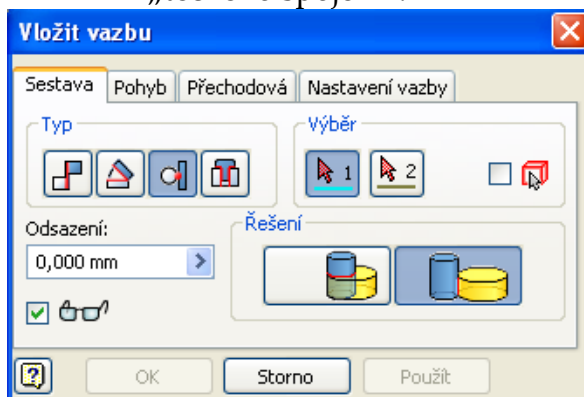 Vložit vazbu
Sestava Pohyb Přechodová Nastavení vazby
Typ
Výběr
1 2
Odsazení:
Řešení
0,000 mm
OK Storno Použít